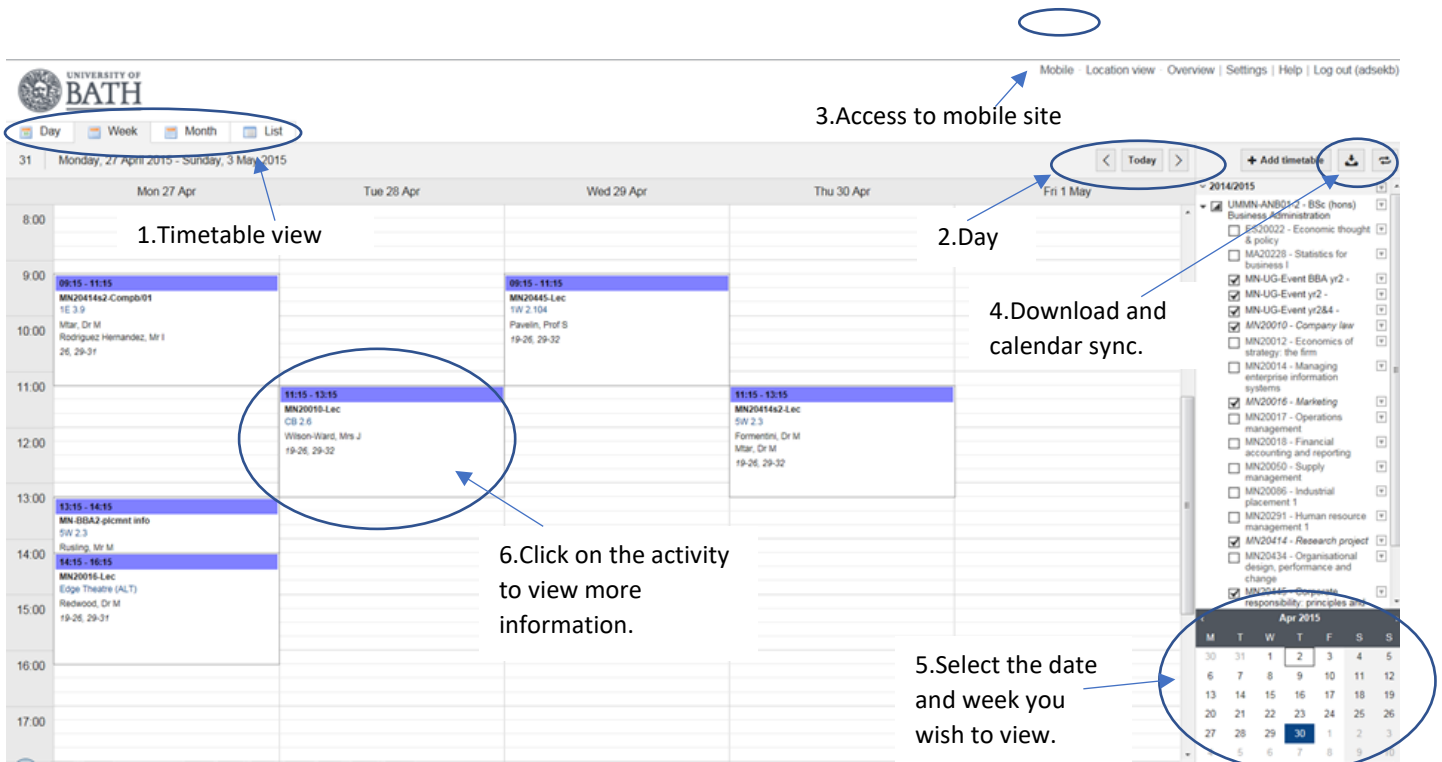 Mobile Location view Overview | Settings | Help | Log out (adsekb)
UNIVERSITY OF
BATH
3.Access to mobile site
Day Week Month List
31 Monday, 27 April 2015 - Sunday, 3 May 2015
< Today >
+ Add timetable
Mon 27 Apr Tue 28 Apr Wed 29 Apr Thu 30 Apr Fri 1 May
1.Timetable view
2.Day
4.Download and
calendar sync.
8:00
9:00
10:00
11:00
12:00
13:00
14:00
15:00
16:00
17:00
09:15 - 11:15
MN20414s2-Compb/01
1E 3.9
Mtar, Dr M
Rodriguez Hernandez, Mr I
26, 29-31
13:15 - 14:15
MN-BBA2-plcmnt info
5W 2.3
Rusling, Mr M
14:15 - 16:15
MN20016-Lec
Edge Theatre (ALT)
Redwood, Dr M
19-26, 29-31
11:15 - 13:15
MN20010-Lec
CB 2.6
Wilson-Ward, Mrs J
19-26, 29-32
09:15 - 11:15
MN20445-Lec
1W 2.104
Pavelin, Prof S
19-26, 29-32
11:15 - 13:15
MN20414s2-Lec
5W 2.3
Formentini, Dr M
Mtar, Dr M
19-26, 29-32
6.Click on the activity
to view more
information.
5.Select the date
and week you
wish to view.
2014/2015
UMMN-ANB01-2 - BSc (hons)
Business Administration
ES20022 - Economic thought
& policy
MA20228 - Statistics for
business I
MN-UG-Event BBA yr2 -
MN-UG-Event yr2 -
MN-UG-Event yr2&4 -
MN20010 - Company law
MN20012 - Economics of
strategy: the firm
MN20014 - Managing
enterprise information
systems
MN20016 - Marketing
MN20017 - Operations
management
MN20018 - Financial
accounting and reporting
MN20050 - Supply
management
MN20086 - Industrial
placement 1
MN20291 - Human resource
management 1
MN20414 - Research project
MN20434 - Organisational
design, performance and
change
MN20445 - Corporate
responsibility: principles and
‹ Apr 2015
M T W T F S S
30 31 1 2 3 4 5
6 7 8 9 10 11 12
13 14 15 16 17 18 19
20 21 22 23 24 25 26
27 28 29 30 1 2 3
5 6 7 8 9 10